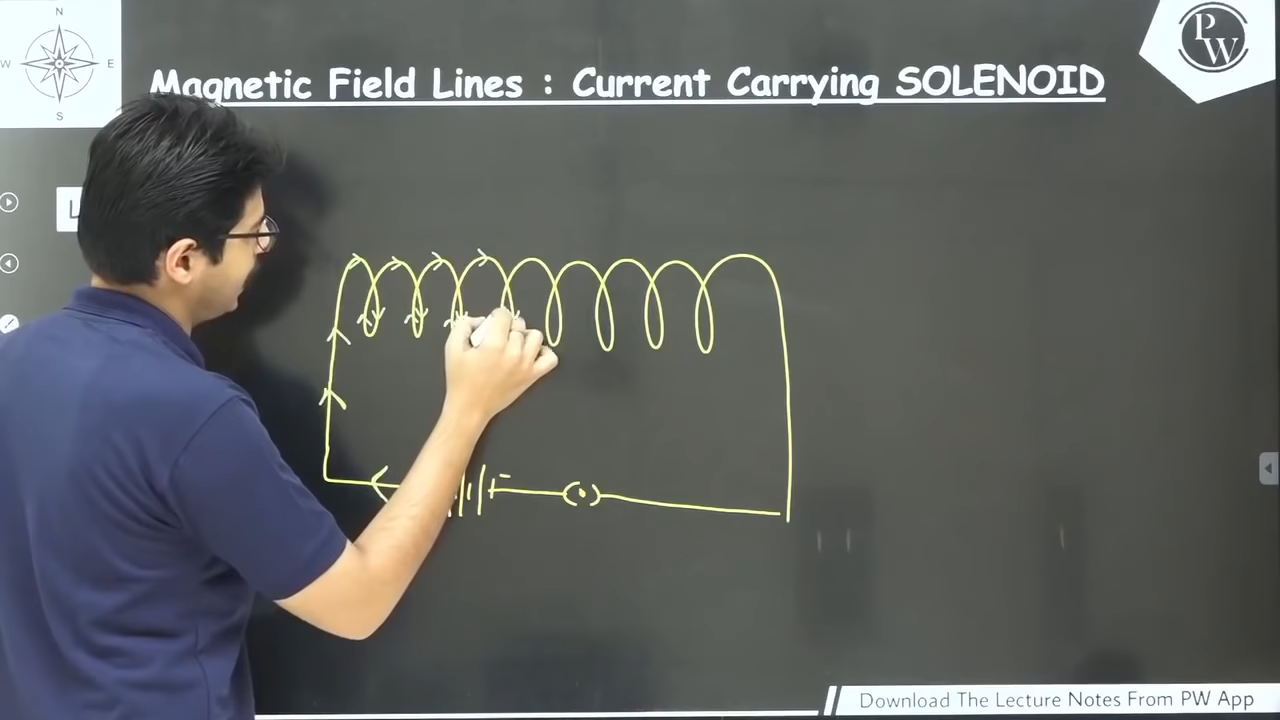 N
W E
S
Magnetic Field Lines : Current Carrying SOLENOID
PW
L
Download The Lecture Notes From PW App